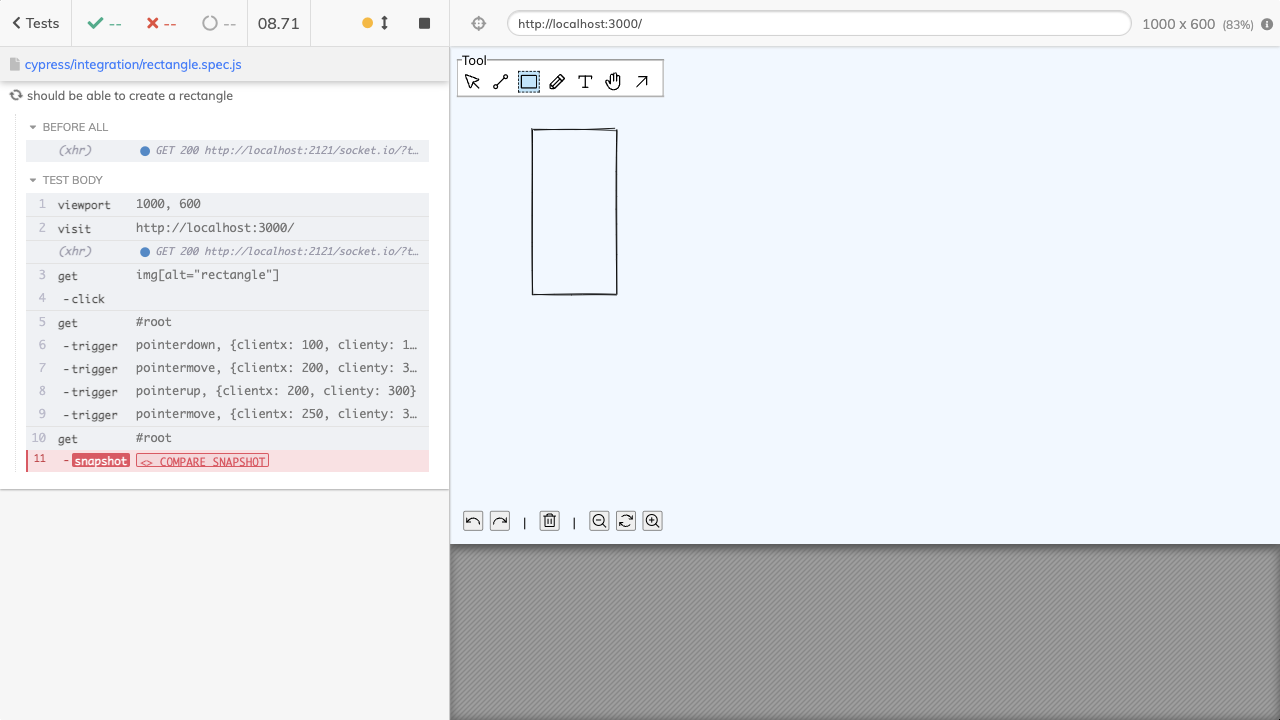 Tests -- -- -- 08.71
cypress/integration/rectangle.spec.js
should be able to create a rectangle
BEFORE ALL
(xhr) GET 200 http://localhost:2121/socket.io/?t…
TEST BODY
1 viewport 1000, 600
2 visit http://localhost:3000/
(xhr) GET 200 http://localhost:2121/socket.io/?t…
3 get img[alt="rectangle"]
4 -click
5 get #root
6 -trigger pointerdown, {clientx: 100, clienty: 1…
7 -trigger pointermove, {clientx: 200, clienty: 3…
8 -trigger pointerup, {clientx: 200, clienty: 300}
9 -trigger pointermove, {clientx: 250, clienty: 3…
10 get #root
11 -snapshot <> COMPARE SNAPSHOT
http://localhost:3000/ 1000 x 600 (83%)
Tool
T
| |